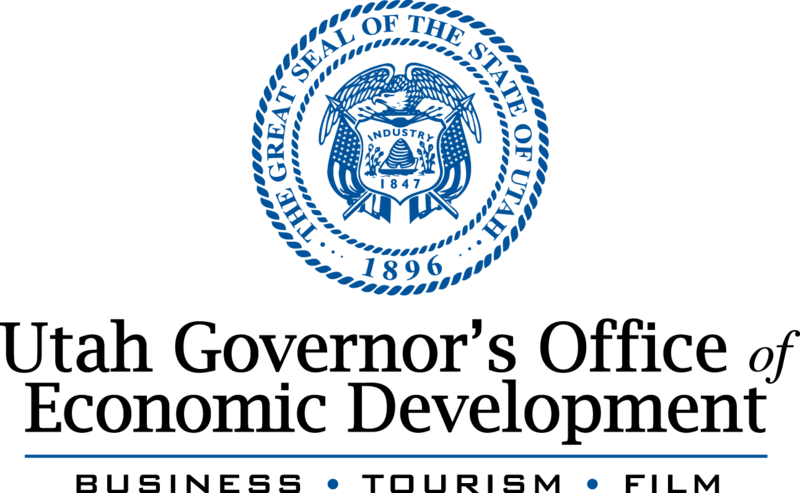 THE GREAT SEAL OF THE STATE OF UTAH
INDUSTRY
1847
1896
Utah Governor's Office of
Economic Development
BUSINESS • TOURISM • FILM